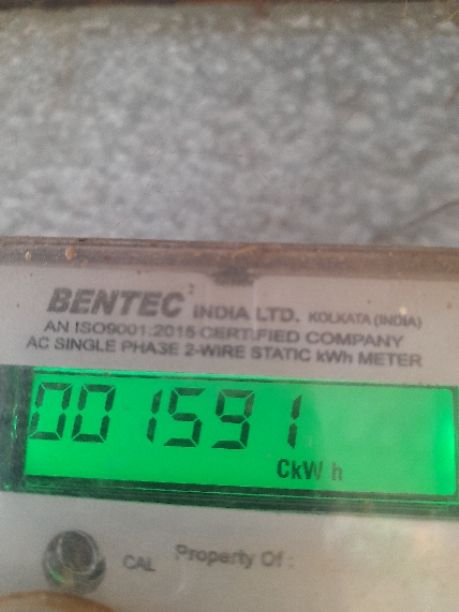 BENTEC INDIA LTD. KOLKATA (INDIA)
AN ISO9001:2015 CERTIFIED COMPANY
AC SINGLE PHASE 2-WIRE STATIC kWh METER
001591
CkWh
CAL Property Of :